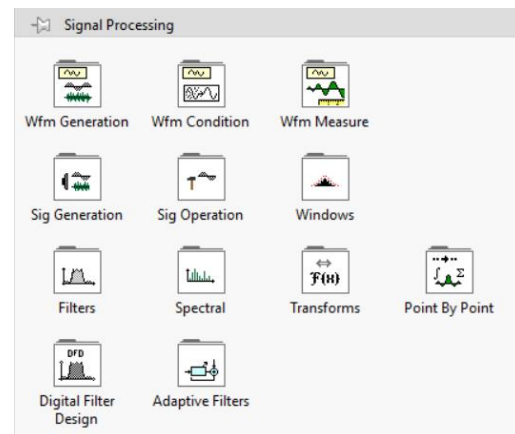 Signal Processing
Wfm Generation Wfm Condition Wfm Measure
Sig Generation Sig Operation Windows
F(x)
Filters Spectral Transforms Point By Point
DFD
Digital Filter Design Adaptive Filters